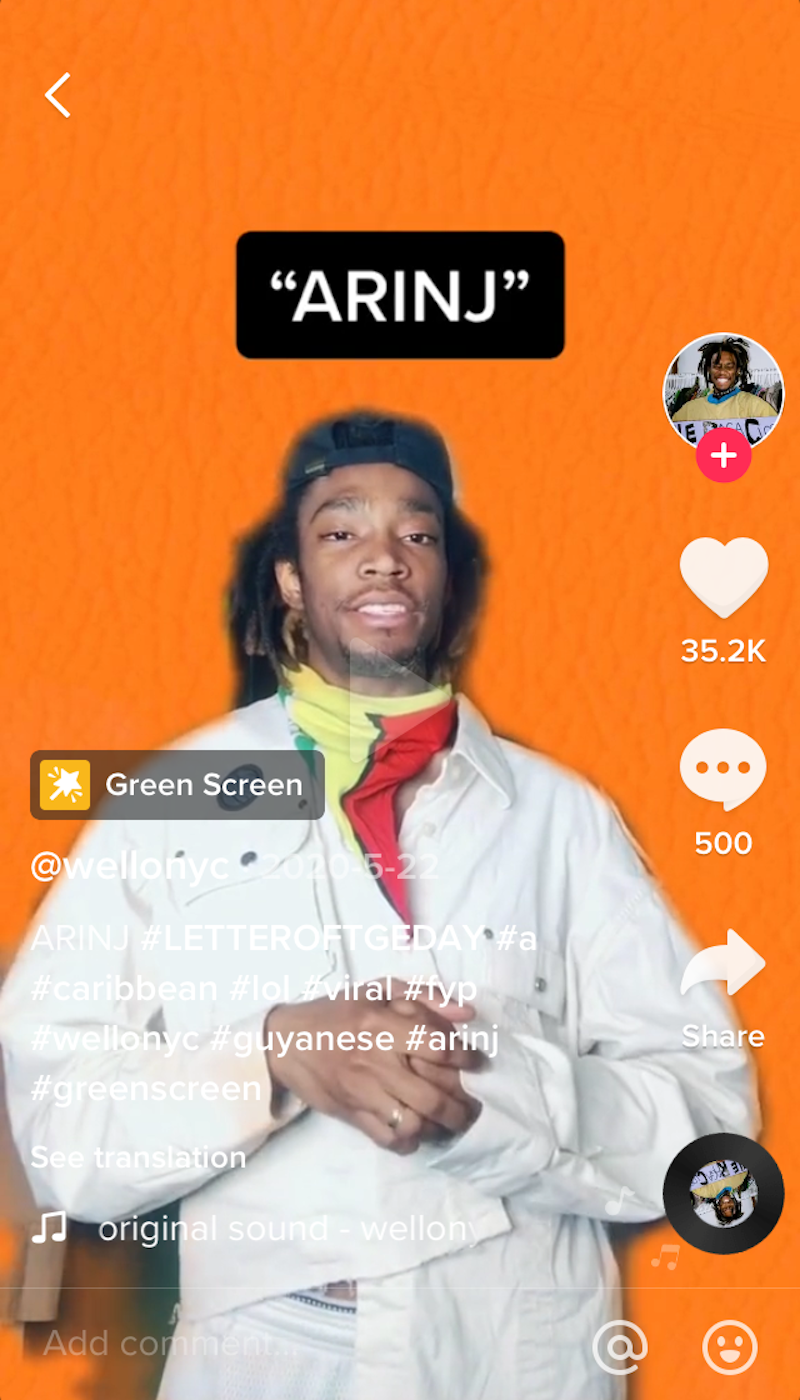 “ARINJ”
35.2K
Green Screen
500
@wellonyc · 2020-5-22
ARINJ #LETTEROFTGEDAY #a
#caribbean #lol #viral #fyp
#wellonyc #guyanese #arinj
#greenscreen
Share
See translation
original sound - wellony
Add comment...